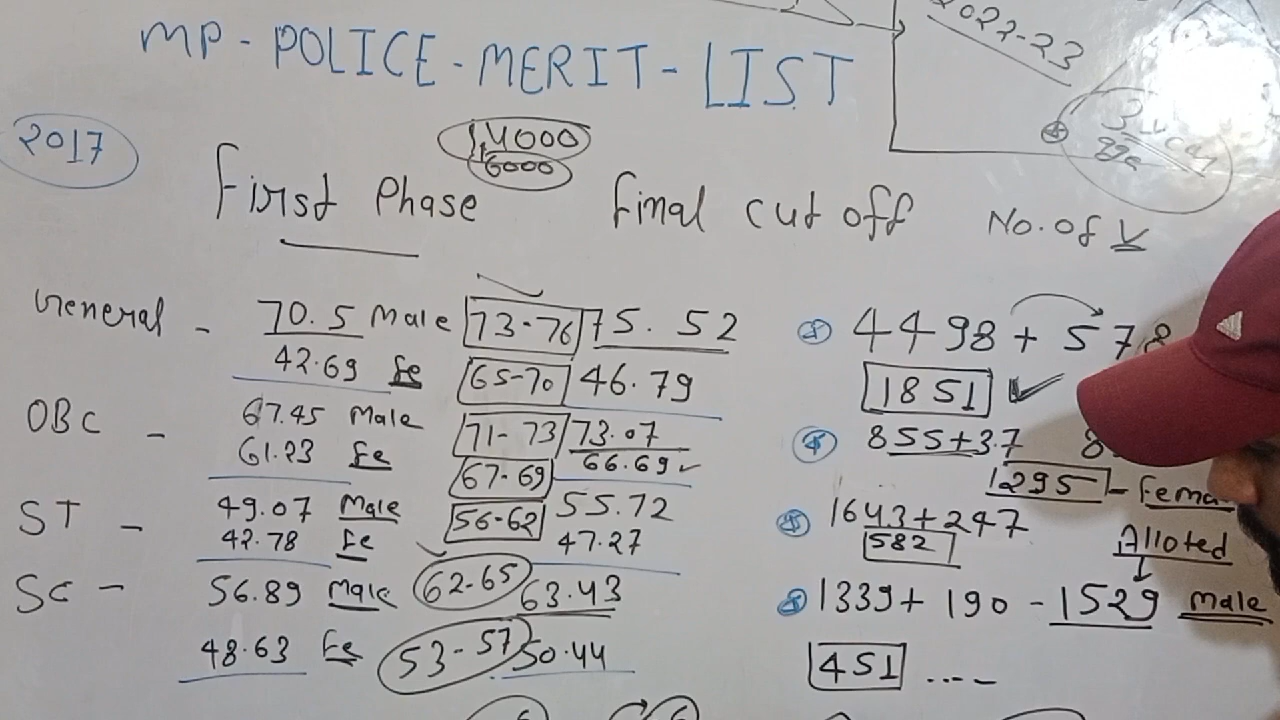 2022-23
MP - POLICE - MERIT - LIST
2017
14000
6000
First Phase Final cut off No. of V
General - 70.5 Male 73-76 75.52 4498 + 578
42.69 Fe 65-70 46.79 1851
OBC - 67.45 Male 71-73 73.07 855+37
61.23 Fe 67-69 66.69 1295 - Fema
ST - 49.07 Male 56-62 55.72 1643+247
42.78 Fe 47.27 582 Alloted
SC - 56.89 Male 62-65 63.43 1339+ 190 - 1529 Male
48.63 Fe 53-57 50.44 451 ....